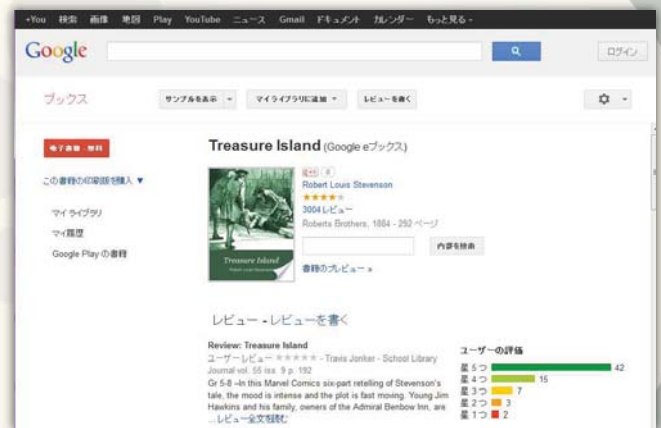 +You 検索 画像 地図 Play YouTube ニュース Gmail ドキュメント カレンダー もっと見る
Google
ログイン
ブックス
サンプルを表示
マイライブラリに追加
レビューを書く
電子書籍 - 無料
この書籍の印刷版を購入 ▼
マイ ライブラリ
マイ履歴
Google Play の書籍
Treasure Island (Google eブックス)
Robert Louis Stevenson
3004 レビュー
Roberts Brothers, 1884 - 292 ページ
内部を検索
書籍のプレビュー »
Treasure Island
Robert Louis Stevenson
レビュー - レビューを書く
Review: Treasure Island
ユーザー レビュー - Travis Jonker - School Library
Journal vol. 55 iss. 9 p. 192
Gr 5-8 –In this Marvel Comics six-part retelling of Stevenson's
tale, the mood is intense and the plot is fast moving. Young Jim
Hawkins and his family, owners of the Admiral Benbow Inn, are
... レビュー全文を読む
ユーザーの評価
星 5 つ 42
星 4 つ 15
星 3 つ 7
星 2 つ 3
星 1 つ 2